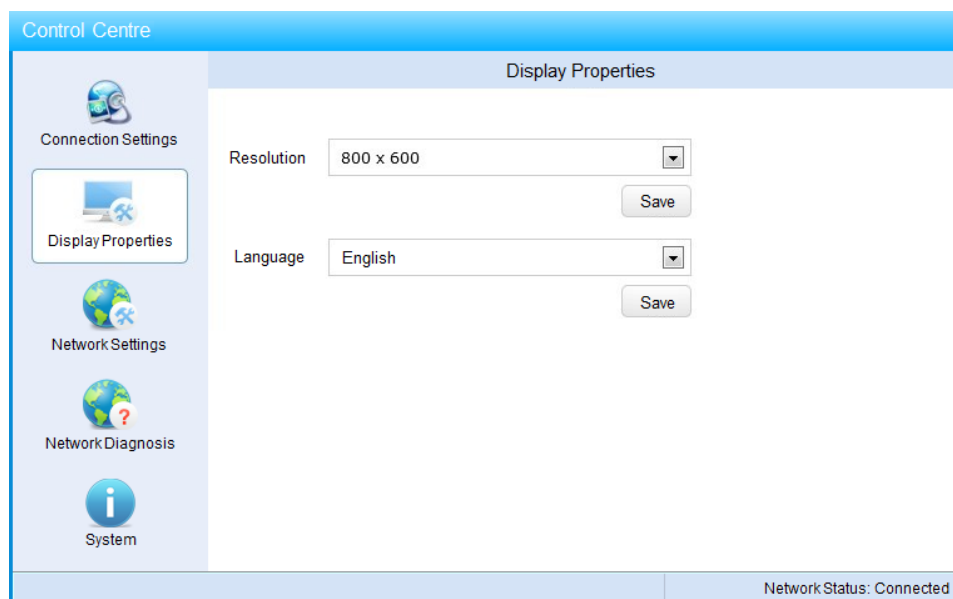 Control Centre
Display Properties
Connection Settings
Resolution
800 x 600
Save
Display Properties
Language
English
Save
Network Settings
?
Network Diagnosis
i
System
Network Status: Connected